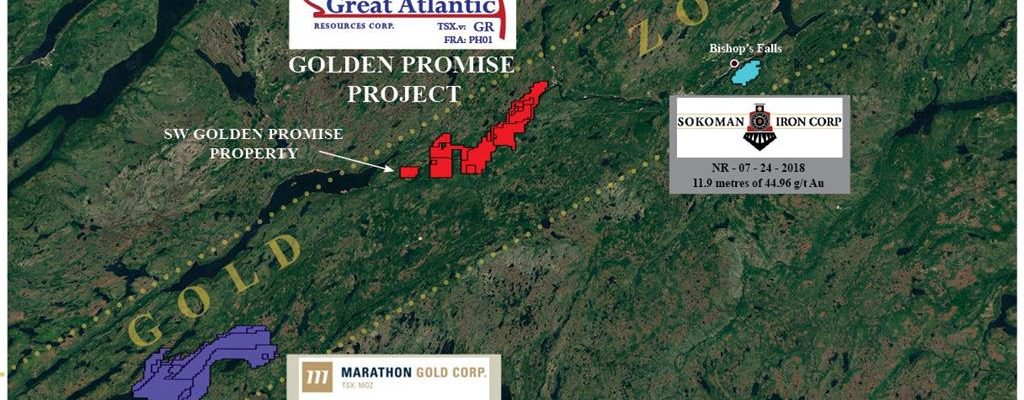 Great Atlantic
RESOURCES CORP.
TSX.v: GR
FRA: PH01
GOLDEN PROMISE
PROJECT
SW GOLDEN PROMISE
PROPERTY
ZO
Bishop's Falls
SOKOMAN IRON CORP
NR - 07 - 24 - 2018
11.9 metres of 44.96 g/t Au
GOLD
MARATHON GOLD CORP.
TSX: MOZ